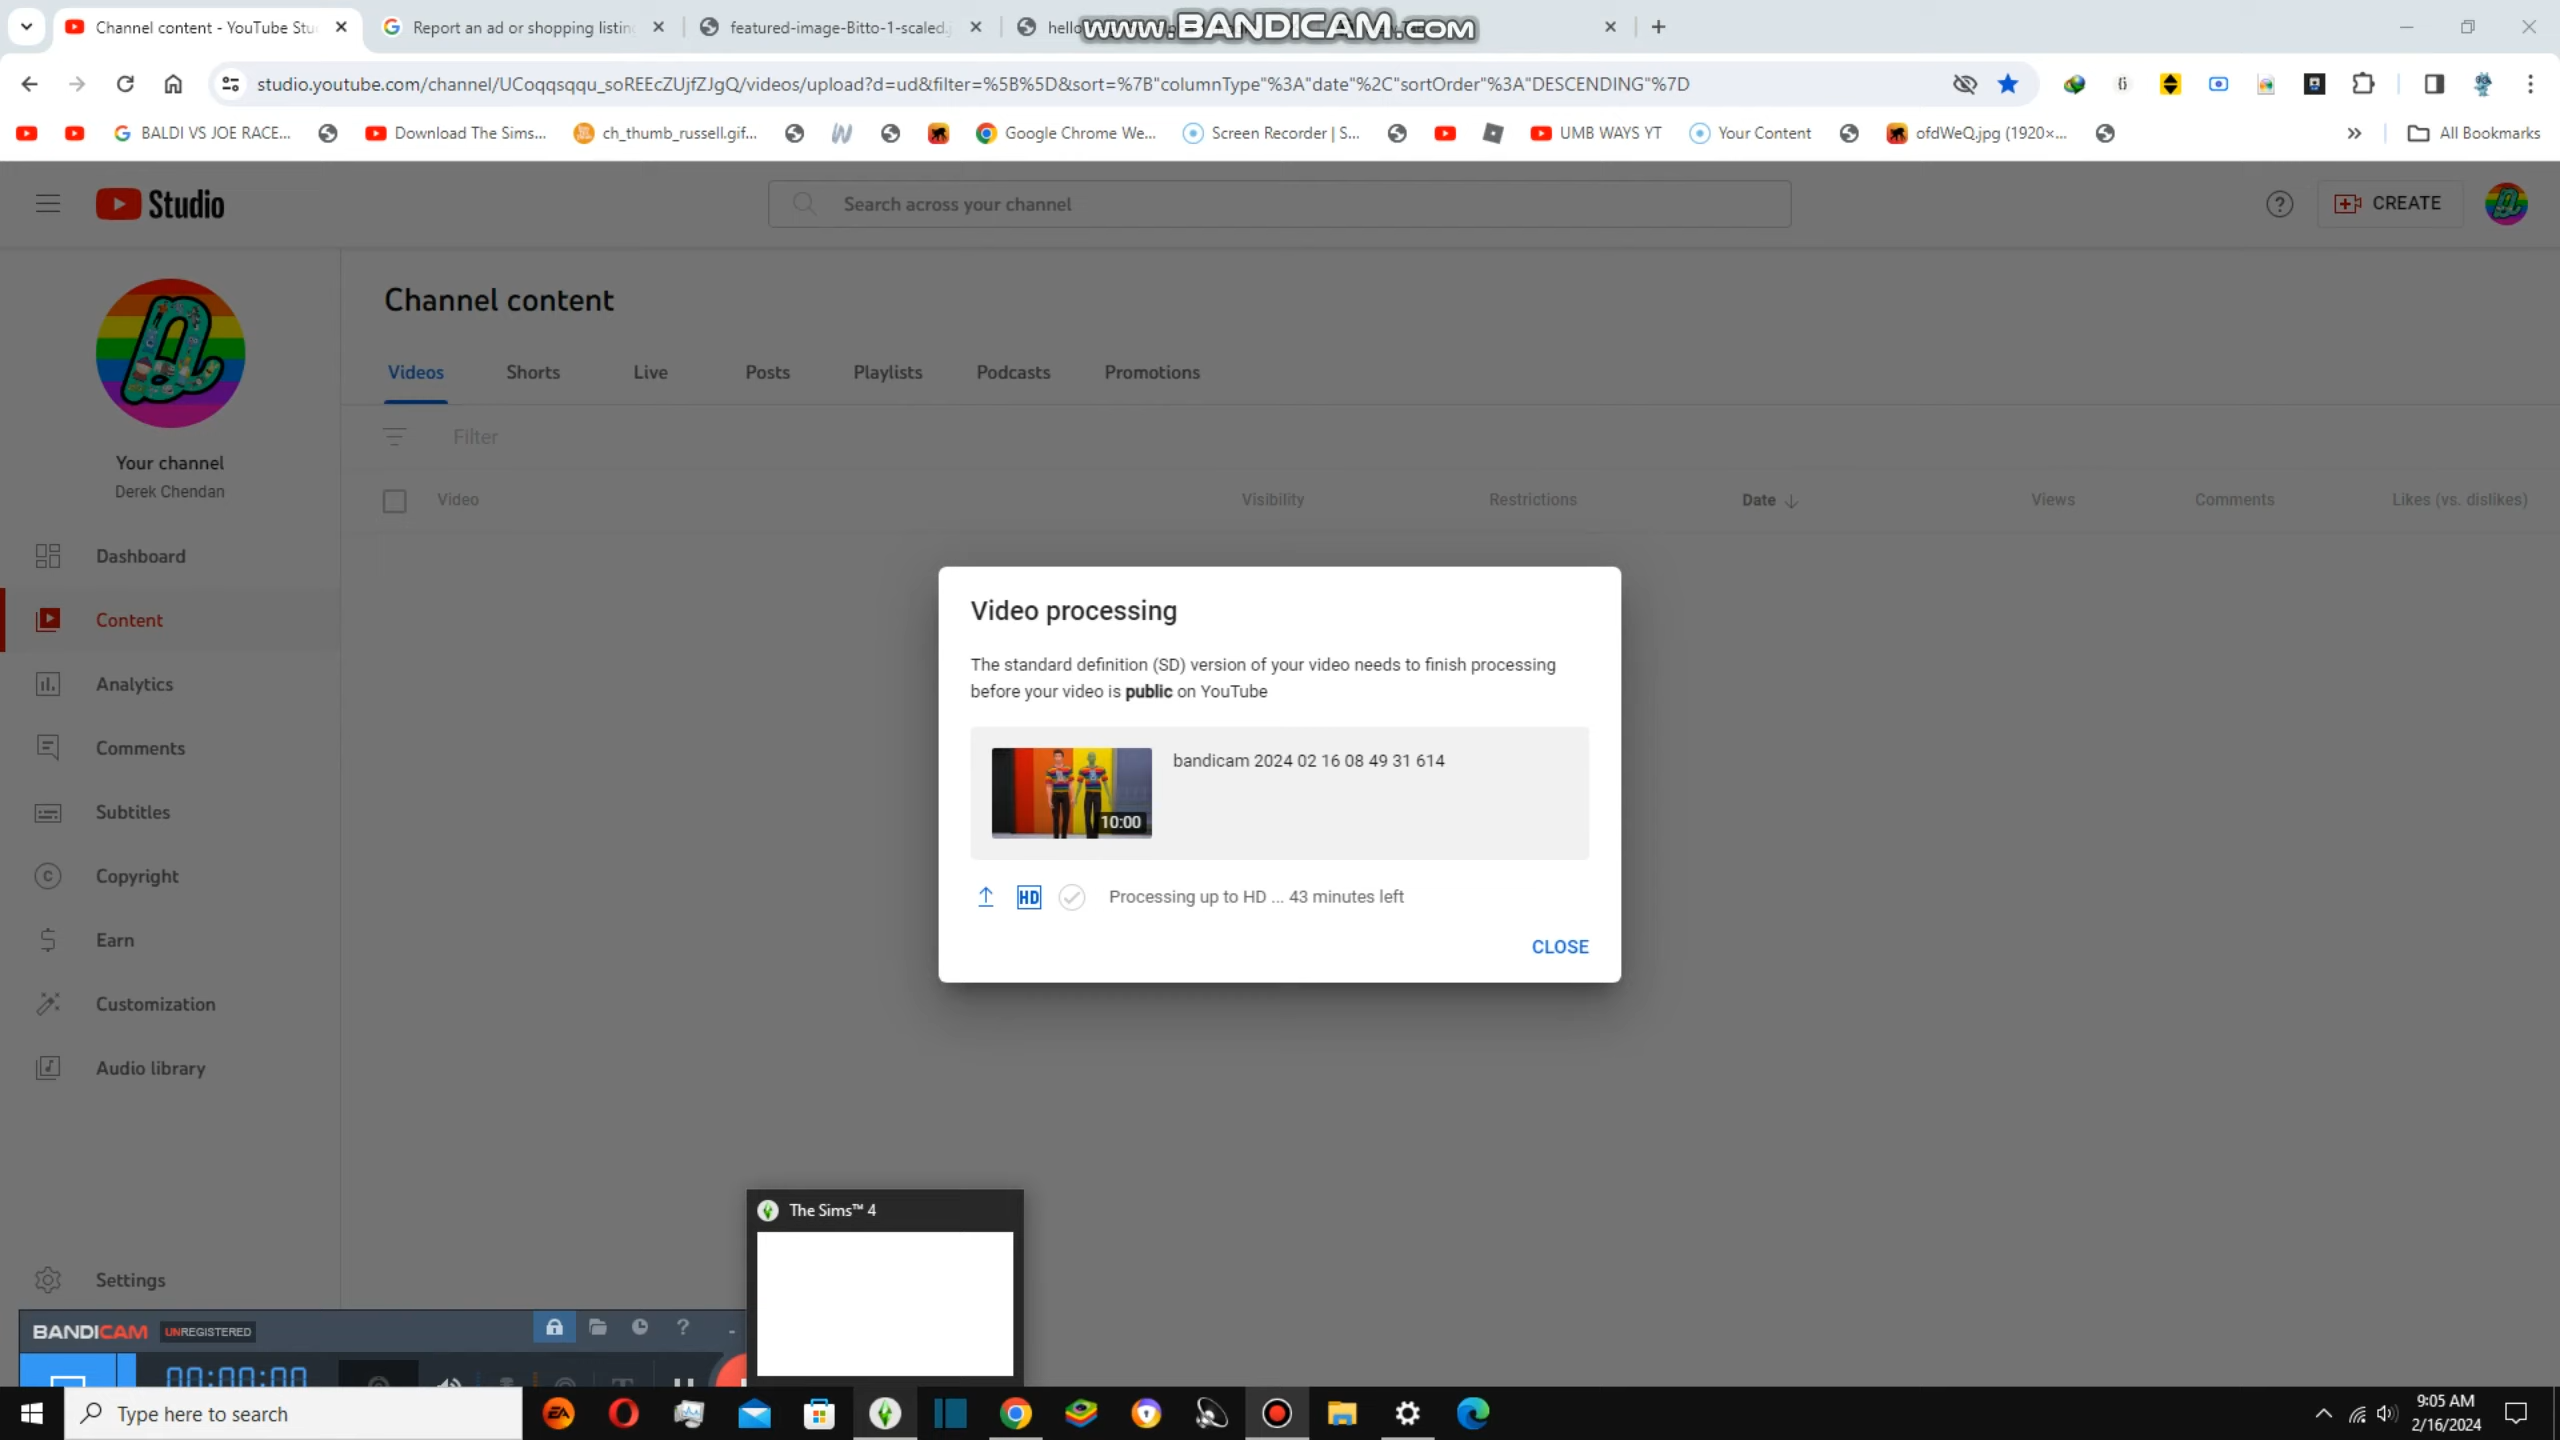 Channel content - YouTube Stu
Report an ad or shopping listing
featured-image-Bitto-1-scaled.j
hello
www.BANDICAM.com
studio.youtube.com/channel/UCoqqsqqu_soREEcZUjfZJgQ/videos/upload?d=ud&filter=%5B%5D&sort=%7B"columnType"%3A"date"%2C"sortOrder"%3A"DESCENDING"%7D
BALDI VS JOE RACE...
Download The Sims...
ch_thumb_russell.gif...
Google Chrome We...
Screen Recorder | S...
UMB WAYS YT
Your Content
ofdWeQ.jpg (1920×...
All Bookmarks
Studio
Search across your channel
CREATE
Channel content
Videos
Shorts
Live
Posts
Playlists
Podcasts
Promotions
Filter
Your channel
Derek Chendan
Video
Visibility
Restrictions
Date
Views
Comments
Likes (vs. dislikes)
Dashboard
Content
Analytics
Comments
Subtitles
Copyright
Earn
Customization
Audio library
Settings
Video processing
The standard definition (SD) version of your video needs to finish processing
before your video is public on YouTube
bandicam 2024 02 16 08 49 31 614
10:00
HD
Processing up to HD ... 43 minutes left
CLOSE
The Sims™ 4
BANDICAM UNREGISTERED
00:00:00
Type here to search
EA
9:05 AM
2/16/2024